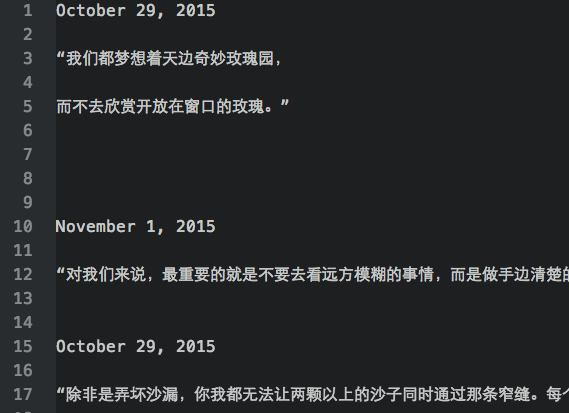 1 October 29, 2015
2
3 “我们都梦想着天边奇妙玫瑰园，
4
5 而不去欣赏开放在窗口的玫瑰。”
6
7
8
9
10 November 1, 2015
11
12 “对我们来说，最重要的就是不要去看远方模糊的事情，而是做手边清楚的
13
14
15 October 29, 2015
16
17 “除非是弄坏沙漏，你我都无法让两颗以上的沙子同时通过那条窄缝。每个